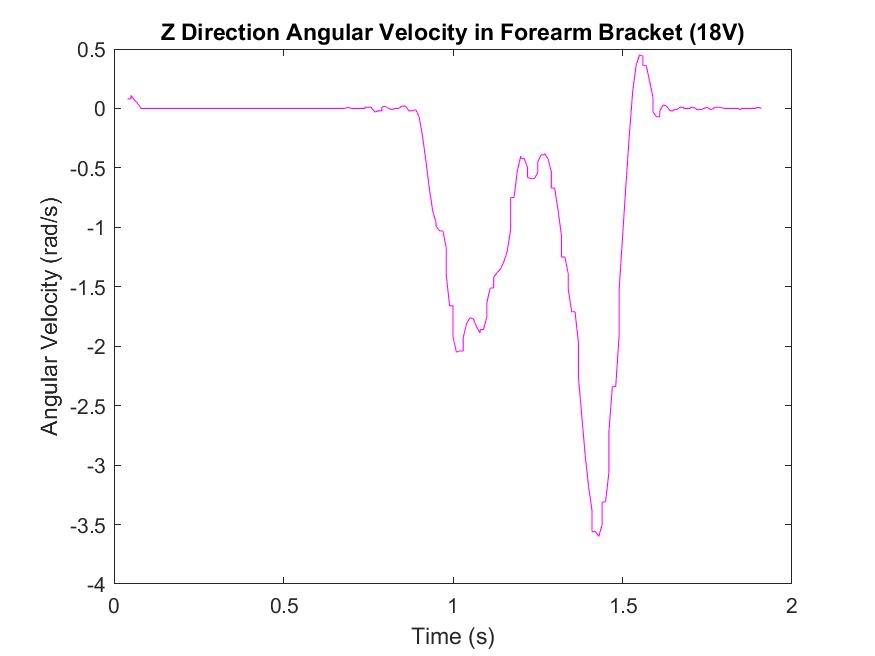 Z Direction Angular Velocity in Forearm Bracket (18V)
0.5
0
-0.5
-1
-1.5
-2
-2.5
-3
-3.5
-4
Angular Velocity (rad/s)
0 0.5 1 1.5 2
Time (s)